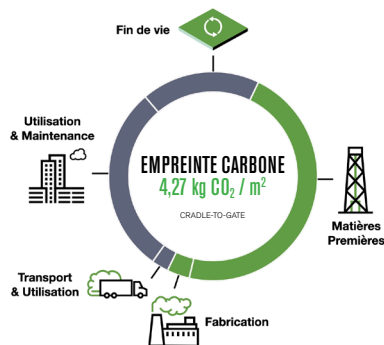 Fin de vie
Utilisation
& Maintenance
EMPREINTE CARBONE
4,27 kg CO₂ / m²
CRADLE-TO-GATE
Matières
Premières
Transport
& Utilisation
Fabrication